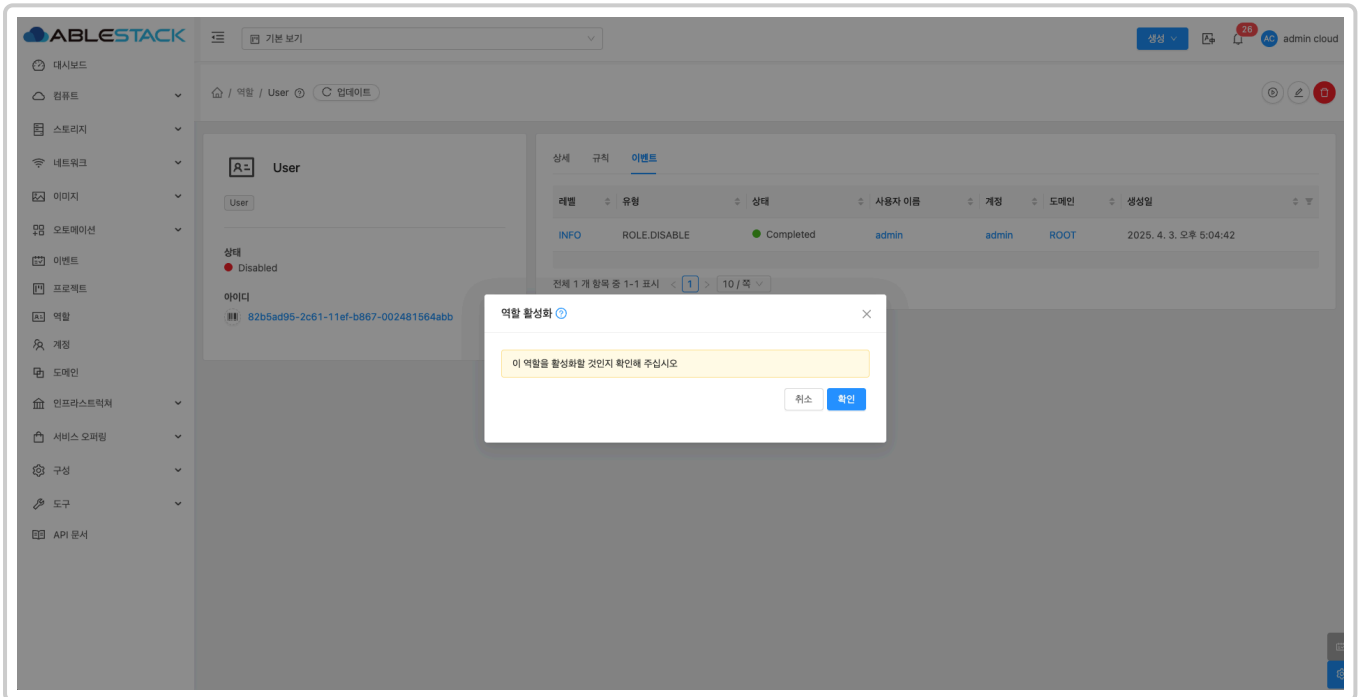 ABLESTACK
기본 보기
생성
26
AC
admin cloud
대시보드
컴퓨트
스토리지
네트워크
이미지
오토메이션
이벤트
프로젝트
역할
계정
도메인
인프라스트럭쳐
서비스 오퍼링
구성
도구
API 문서
/ 역할 / User
업데이트
User
User
상태
Disabled
아이디
82b5ad95-2c61-11ef-b867-002481564abb
상세 규칙 이벤트
레벨 유형 상태 사용자 이름 계정 도메인 생성일
INFO ROLE.DISABLE Completed admin admin ROOT 2025. 4. 3. 오후 5:04:42
전체 1 개 항목 중 1-1 표시 < 1 > 10 / 쪽
역할 활성화
이 역할을 활성화할 것인지 확인해 주십시오
취소 확인